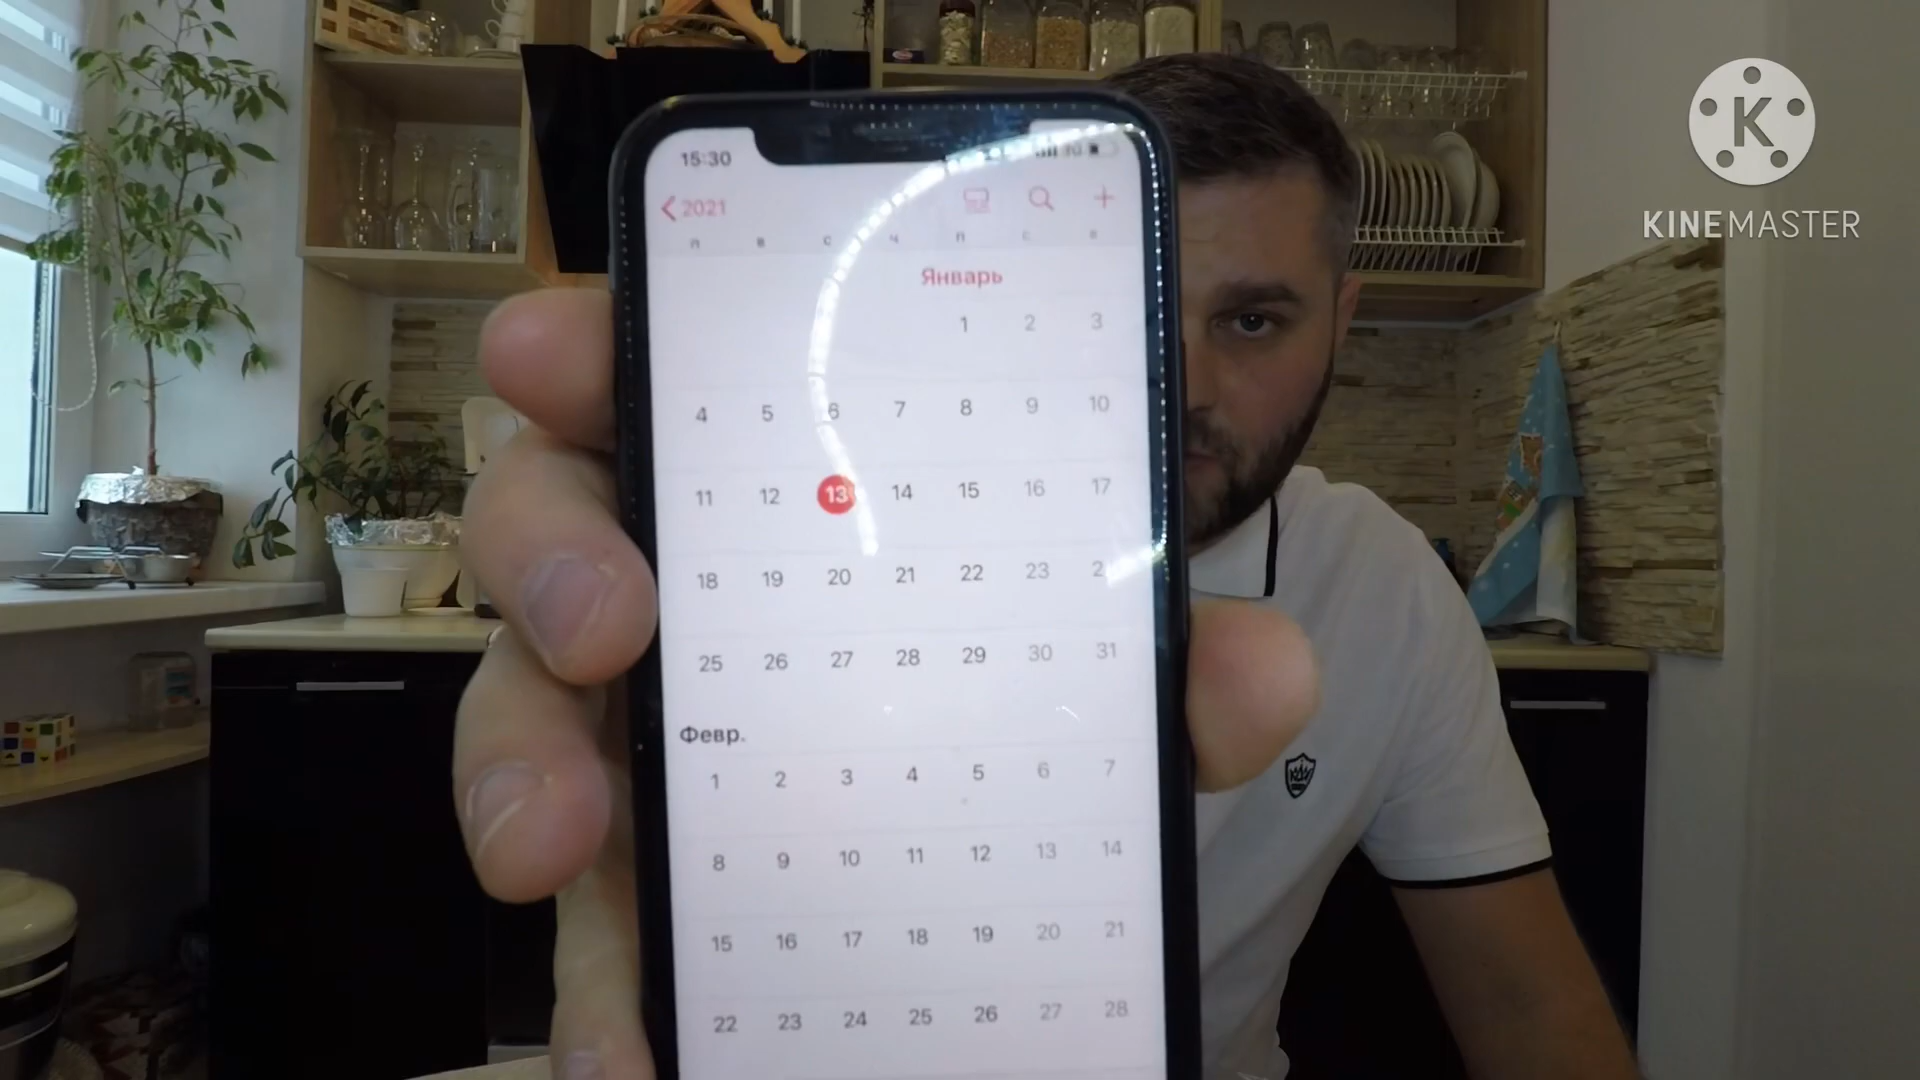 15:30
2021
п в с ч п с в
Январь
1 2 3
4 5 6 7 8 9 10
11 12 13 14 15 16 17
18 19 20 21 22 23
25 26 27 28 29 30 31
Февр.
1 2 3 4 5 6 7
8 9 10 11 12 13 14
15 16 17 18 19 20 21
22 23 24 25 26 27 28
K
KINEMASTER